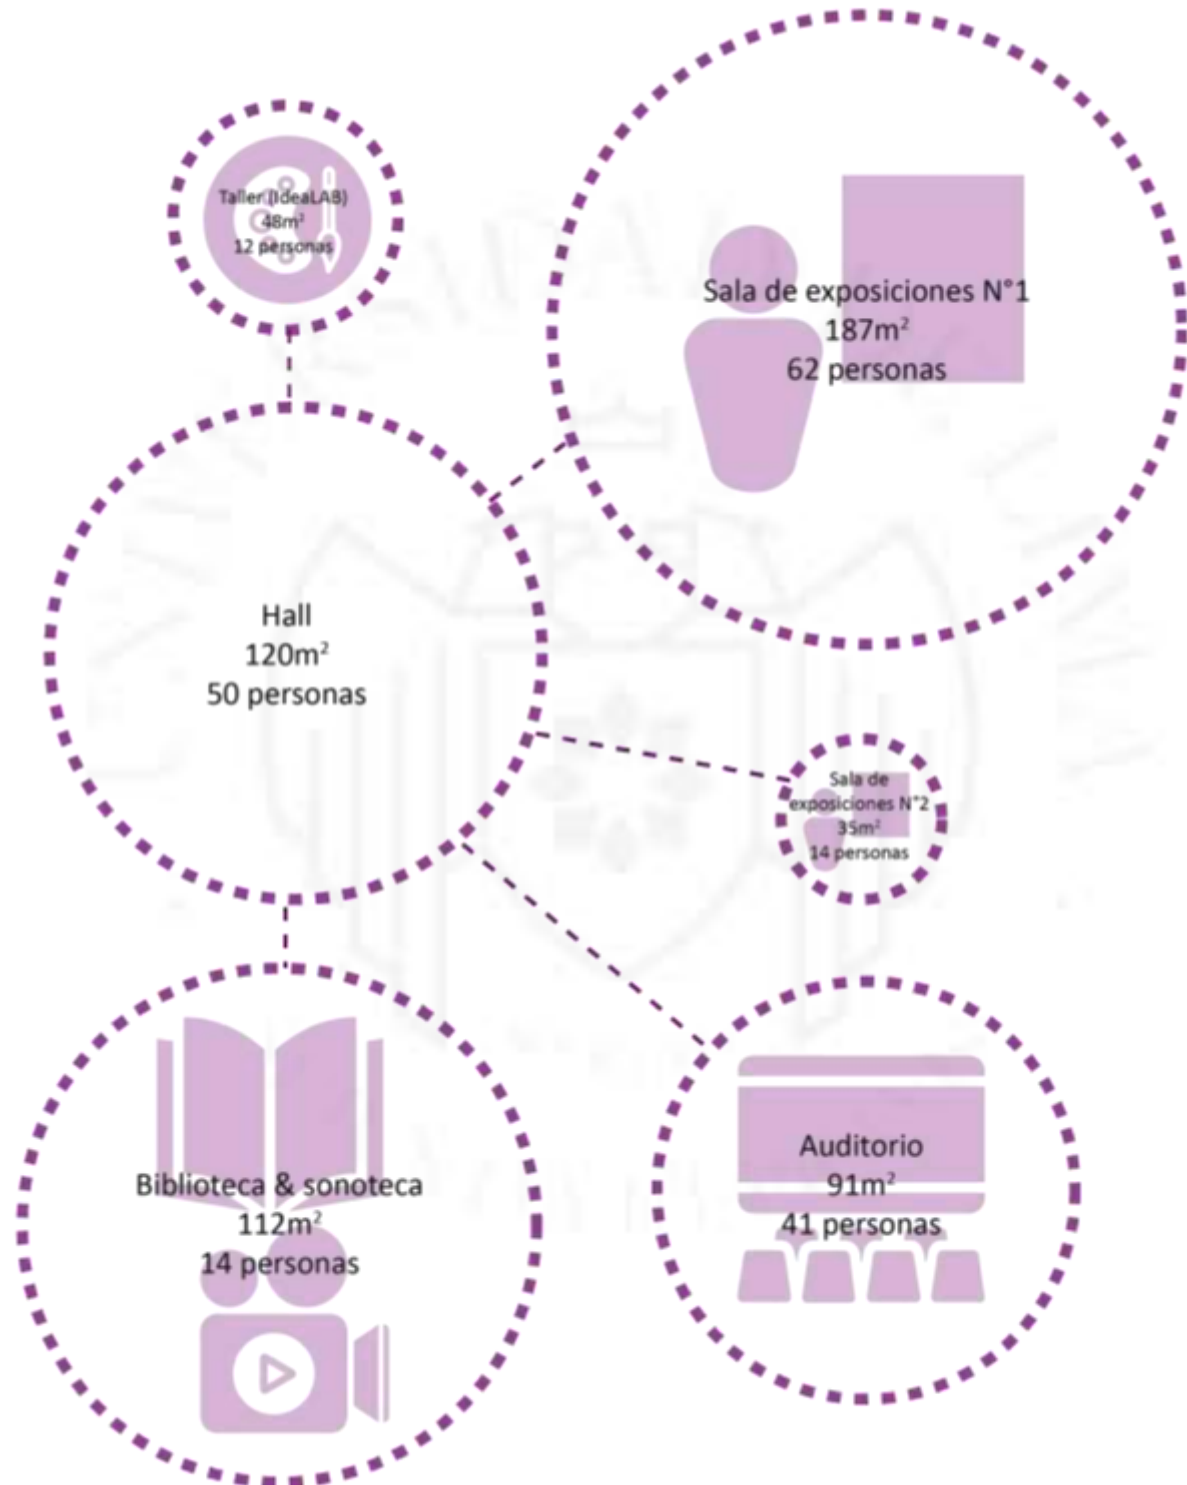 Taller (IdeaLAB)
48m²
12 personas
Sala de exposiciones N°1
187m²
62 personas
Hall
120m²
50 personas
Sala de
exposiciones N°2
35m²
14 personas
Biblioteca & sonoteca
112m²
14 personas
Auditorio
91m²
41 personas